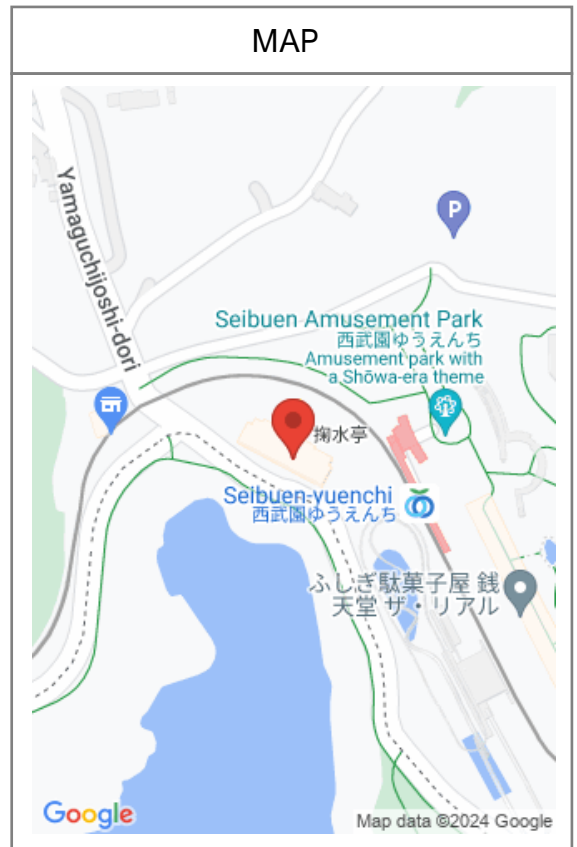 MAP
Yamaguchijoshi-dori
P
Seibuen Amusement Park
西武園ゆうえんち
Amusement park with
a Shōwa-era theme
掬水亭
Seibuen-yuenchi
西武園ゆうえんち
ふしぎ駄菓子屋 銭
天堂 ザ・リアル
Google
Map data ©2024 Google